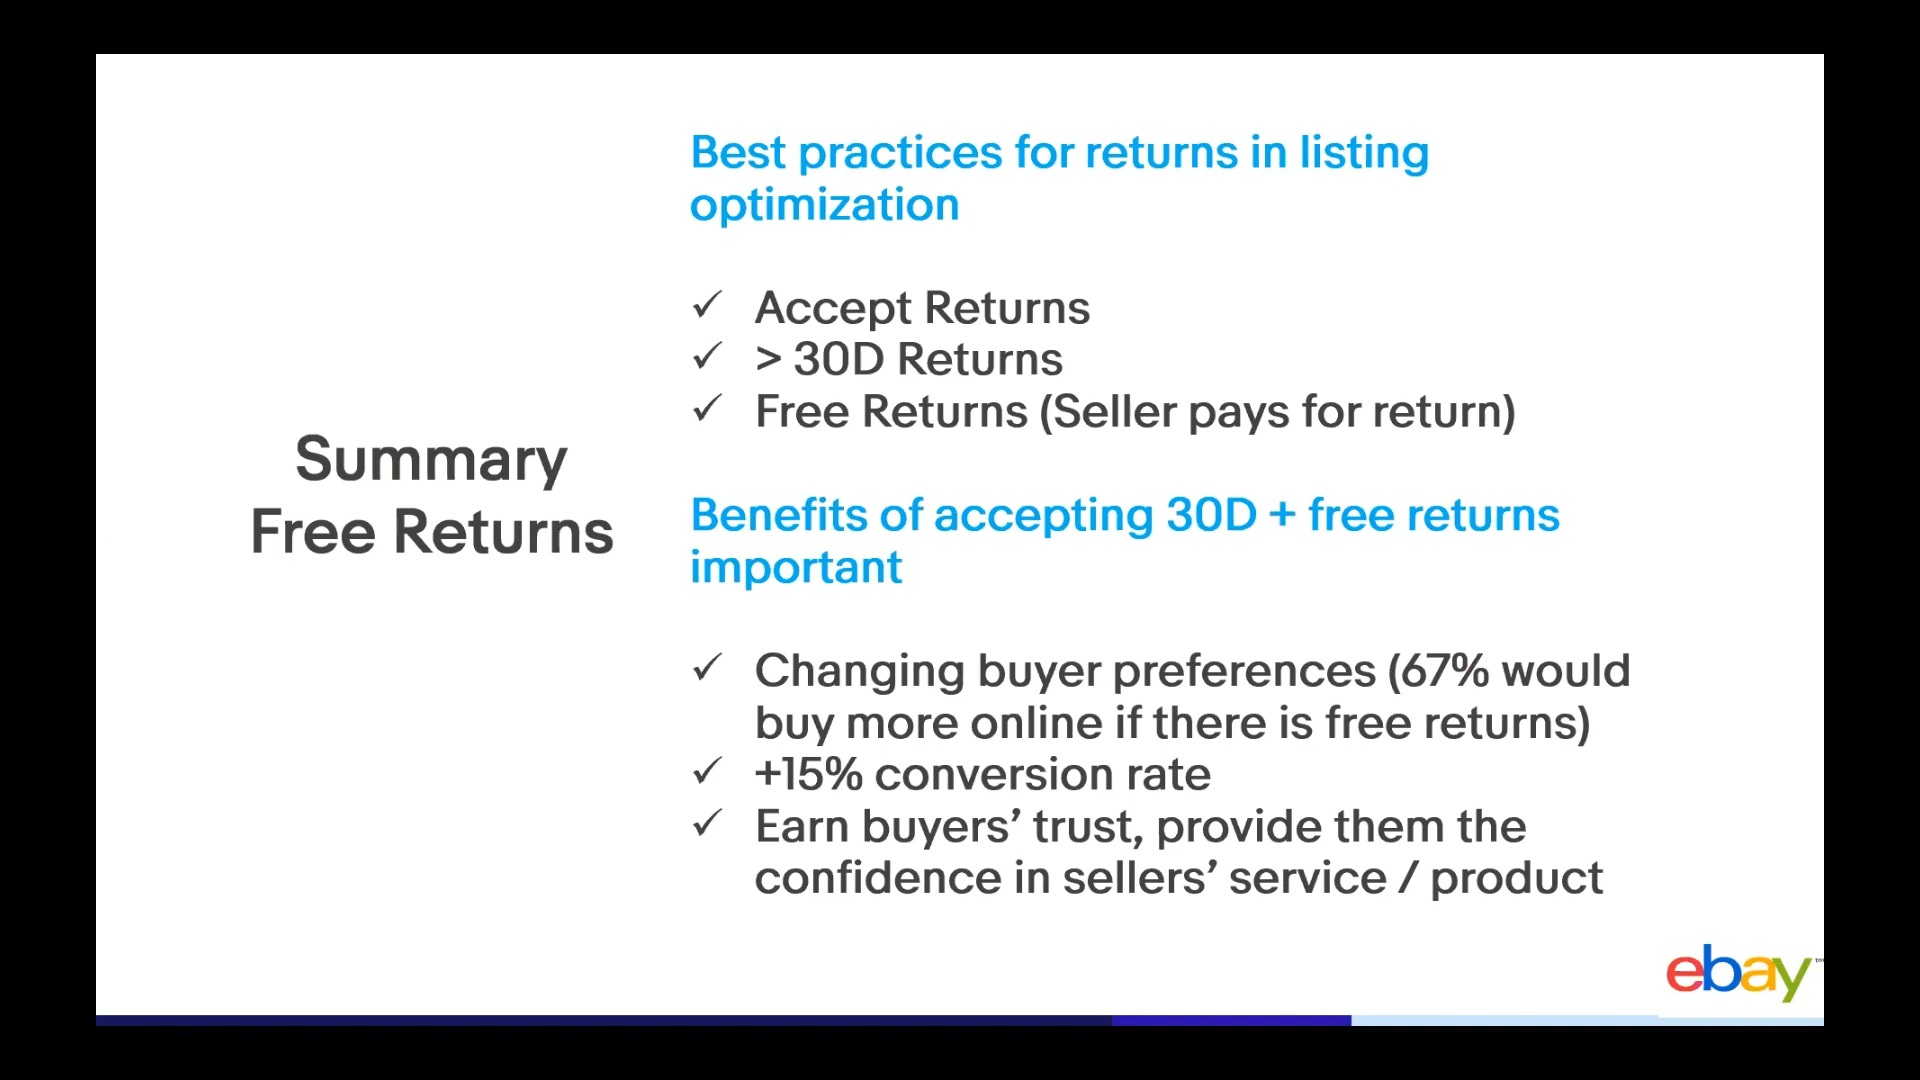 Summary
Free Returns
Best practices for returns in listing
optimization
✓ Accept Returns
✓ > 30D Returns
✓ Free Returns (Seller pays for return)
Benefits of accepting 30D + free returns
important
✓ Changing buyer preferences (67% would
buy more online if there is free returns)
✓ +15% conversion rate
✓ Earn buyers’ trust, provide them the
confidence in sellers’ service / product
ebay™